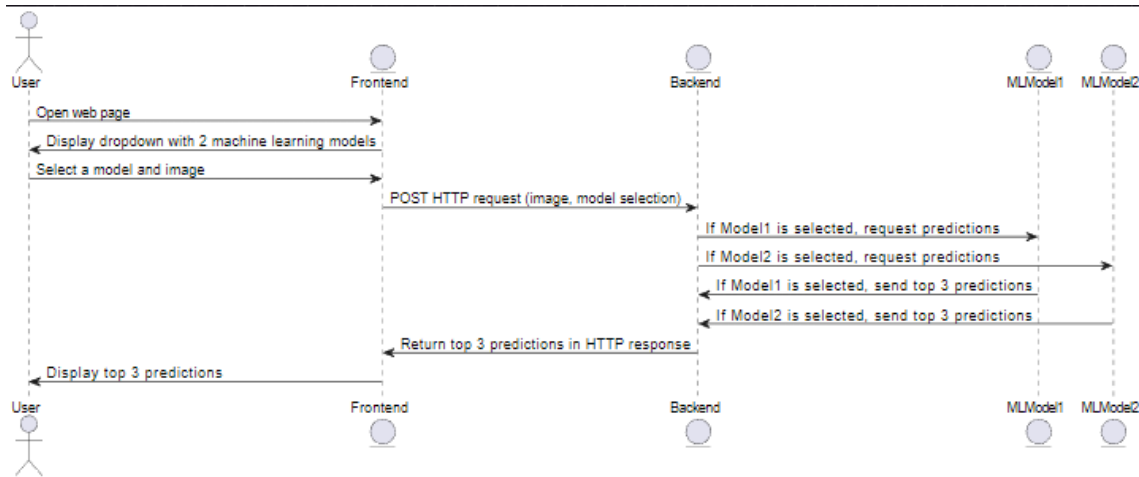 User Frontend Backend MLModel1 MLModel2
Open web page
Display dropdown with 2 machine learning models
Select a model and image
POST HTTP request (image, model selection)
If Model1 is selected, request predictions
If Model2 is selected, request predictions
If Model1 is selected, send top 3 predictions
If Model2 is selected, send top 3 predictions
Return top 3 predictions in HTTP response
Display top 3 predictions
User Frontend Backend MLModel1 MLModel2